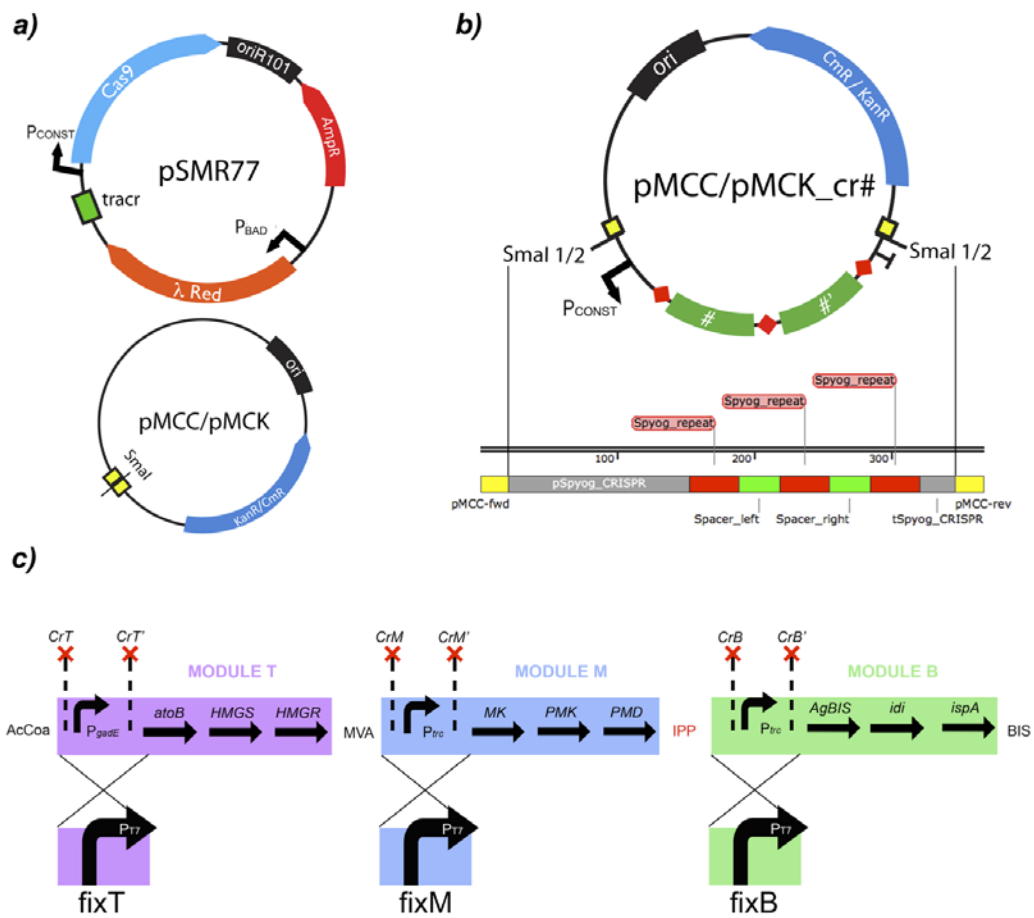 a)
Cas9
oriR101
AmpR
PCONST
pSMR77
tracr
PBAD
λ Red
ori
pMCC/pMCK
SmaI
KanR/CmR
b)
ori
CmR / KanR
pMCC/pMCK_cr#
SmaI 1/2
SmaI 1/2
PCONST
#
#'
Spyog_repeat
Spyog_repeat
Spyog_repeat
100
200
300
pSpyog_CRISPR
pMCC-fwd
pMCC-rev
Spacer_left
Spacer_right
tSpyog_CRISPR
c)
CrT
CrT'
MODULE T
AcCoa
PgadE
atoB
HMGS
HMGR
CrM
CrM'
MODULE M
MVA
Ptrc
MK
PMK
PMD
IPP
CrB
CrB'
MODULE B
Ptrc
AgBIS
idi
ispA
BIS
PT7
PT7
PT7
fixT
fixM
fixB